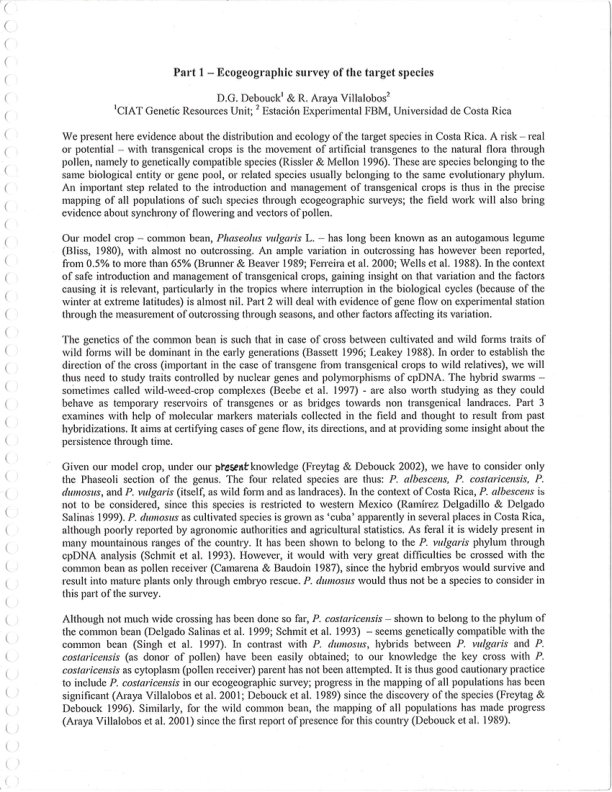 Part 1 – Ecogeographic survey of the target species
D.G. Debouck¹ & R. Araya Villalobos²
¹CIAT Genetic Resources Unit; ² Estación Experimental FBM, Universidad de Costa Rica
We present here evidence about the distribution and ecology of the target species in Costa Rica. A risk – real
or potential – with transgenical crops is the movement of artificial transgenes to the natural flora through
pollen, namely to genetically compatible species (Rissler & Mellon 1996). These are species belonging to the
same biological entity or gene pool, or related species usually belonging to the same evolutionary phylum.
An important step related to the introduction and management of transgenical crops is thus in the precise
mapping of all populations of such species through ecogeographic surveys; the field work will also bring
evidence about synchrony of flowering and vectors of pollen.
Our model crop – common bean, Phaseolus vulgaris L. – has long been known as an autogamous legume
(Bliss, 1980), with almost no outcrossing. An ample variation in outcrossing has however been reported,
from 0.5% to more than 65% (Brunner & Beaver 1989; Ferreira et al. 2000; Wells et al. 1988). In the context
of safe introduction and management of transgenical crops, gaining insight on that variation and the factors
causing it is relevant, particularly in the tropics where interruption in the biological cycles (because of the
winter at extreme latitudes) is almost nil. Part 2 will deal with evidence of gene flow on experimental station
through the measurement of outcrossing through seasons, and other factors affecting its variation.
The genetics of the common bean is such that in case of cross between cultivated and wild forms traits of
wild forms will be dominant in the early generations (Bassett 1996; Leakey 1988). In order to establish the
direction of the cross (important in the case of transgene from transgenical crops to wild relatives), we will
thus need to study traits controlled by nuclear genes and polymorphisms of cpDNA. The hybrid swarms –
sometimes called wild-weed-crop complexes (Beebe et al. 1997) - are also worth studying as they could
behave as temporary reservoirs of transgenes or as bridges towards non transgenical landraces. Part 3
examines with help of molecular markers materials collected in the field and thought to result from past
hybridizations. It aims at certifying cases of gene flow, its directions, and at providing some insight about the
persistence through time.
Given our model crop, under our present knowledge (Freytag & Debouck 2002), we have to consider only
the Phaseoli section of the genus. The four related species are thus: P. albescens, P. costaricensis, P.
dumosus, and P. vulgaris (itself, as wild form and as landraces). In the context of Costa Rica, P. albescens is
not to be considered, since this species is restricted to western Mexico (Ramírez Delgadillo & Delgado
Salinas 1999). P. dumosus as cultivated species is grown as 'cuba' apparently in several places in Costa Rica,
although poorly reported by agronomic authorities and agricultural statistics. As feral it is widely present in
many mountainous ranges of the country. It has been shown to belong to the P. vulgaris phylum through
cpDNA analysis (Schmit et al. 1993). However, it would with very great difficulties be crossed with the
common bean as pollen receiver (Camarena & Baudoin 1987), since the hybrid embryos would survive and
result into mature plants only through embryo rescue. P. dumosus would thus not be a species to consider in
this part of the survey.
Although not much wide crossing has been done so far, P. costaricensis – shown to belong to the phylum of
the common bean (Delgado Salinas et al. 1999; Schmit et al. 1993) – seems genetically compatible with the
common bean (Singh et al. 1997). In contrast with P. dumosus, hybrids between P. vulgaris and P.
costaricensis (as donor of pollen) have been easily obtained; to our knowledge the key cross with P.
costaricensis as cytoplasm (pollen receiver) parent has not been attempted. It is thus good cautionary practice
to include P. costaricensis in our ecogeographic survey; progress in the mapping of all populations has been
significant (Araya Villalobos et al. 2001; Debouck et al. 1989) since the discovery of the species (Freytag &
Debouck 1996). Similarly, for the wild common bean, the mapping of all populations has made progress
(Araya Villalobos et al. 2001) since the first report of presence for this country (Debouck et al. 1989).